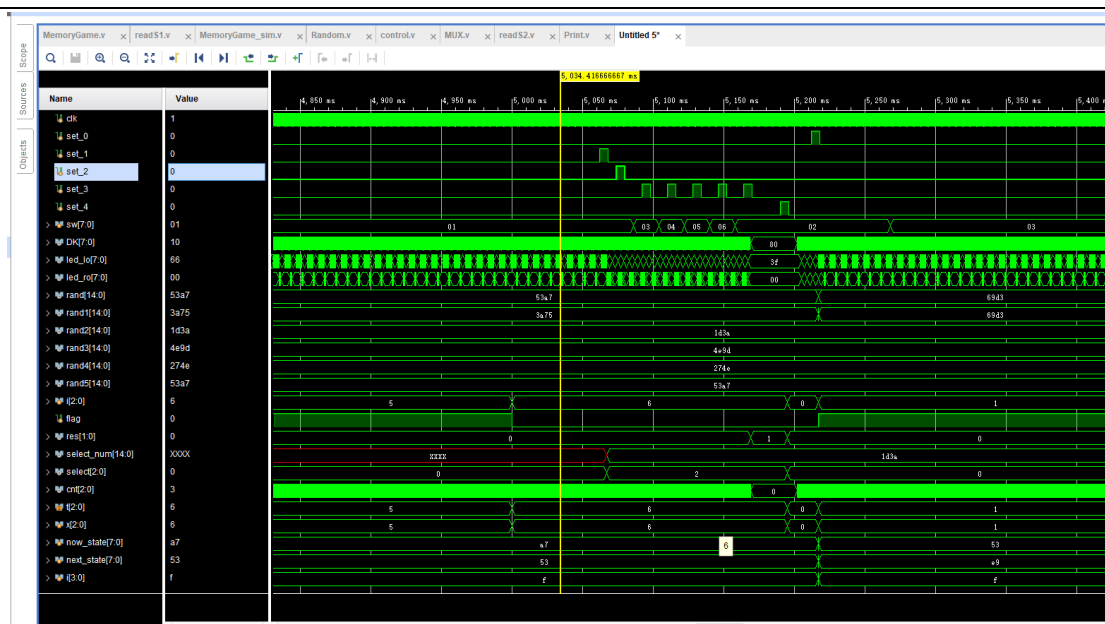 MemoryGame.v x readS1.v x MemoryGame_sim.v x Random.v x control.v x MUX.v x readS2.v x Print.v x Untitled 5* x
Scope
Sources
Objects
5,034.416666667 ms
Name Value
4,850 ms 4,900 ms 4,950 ms 5,000 ms 5,050 ms 5,100 ms 5,150 ms 5,200 ms 5,250 ms 5,300 ms 5,350 ms 5,400
clk 1
set_0 0
set_1 0
set_2 0
set_3 0
set_4 0
sw[7:0] 01 01 03 04 05 06 02 03
DK[7:0] 10 00
led_lo[7:0] 66 3f
led_ro[7:0] 00 00
rand[14:0] 53a7 53a7 69d3
rand1[14:0] 3a75 3a75 69d3
rand2[14:0] 1d3a 1d3a
rand3[14:0] 4e9d 4e9d
rand4[14:0] 274e 274e
rand5[14:0] 53a7 53a7
i[2:0] 6 5 6 0 1
flag 0
res[1:0] 0 0 1 0
select_num[14:0] XXXX XXXX 1d3a
select[2:0] 0 0 2 0
cnt[2:0] 3 0
t[2:0] 6 5 6 0 1
x[2:0] 6 5 6 0 1
now_state[7:0] a7 a7 6 53
next_state[7:0] 53 53 e9
i[3:0] f f f